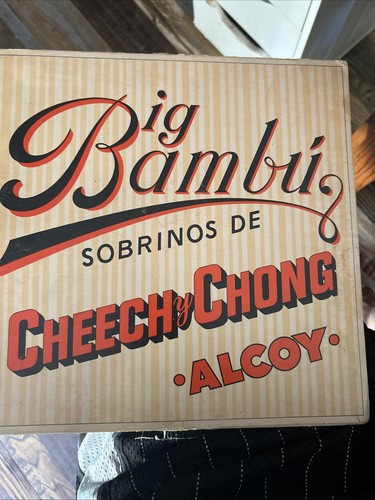 Big
Bambú
SOBRINOS DE
CHEECH y CHONG
·ALCOY·